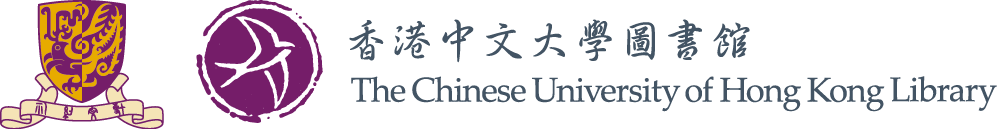 香港中文大學圖書館
The Chinese University of Hong Kong Library